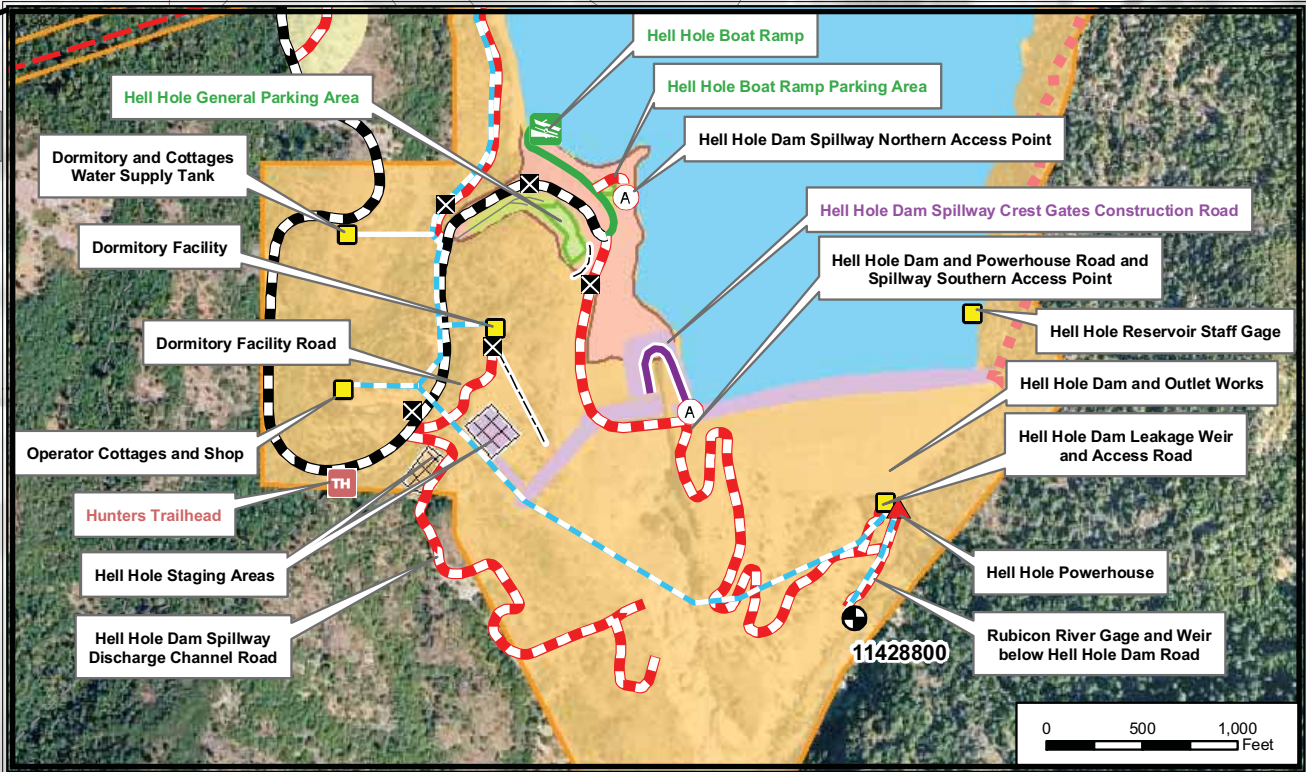 Hell Hole Boat Ramp
Hell Hole Boat Ramp Parking Area
Hell Hole General Parking Area
Hell Hole Dam Spillway Northern Access Point
Dormitory and Cottages
Water Supply Tank
A
Hell Hole Dam Spillway Crest Gates Construction Road
Dormitory Facility
Hell Hole Dam and Powerhouse Road and
Spillway Southern Access Point
Hell Hole Reservoir Staff Gage
Dormitory Facility Road
Hell Hole Dam and Outlet Works
A
Hell Hole Dam Leakage Weir
and Access Road
Operator Cottages and Shop
TH
Hunters Trailhead
Hell Hole Staging Areas
Hell Hole Powerhouse
Hell Hole Dam Spillway
Discharge Channel Road
Rubicon River Gage and Weir
below Hell Hole Dam Road
11428800
0 500 1,000
Feet